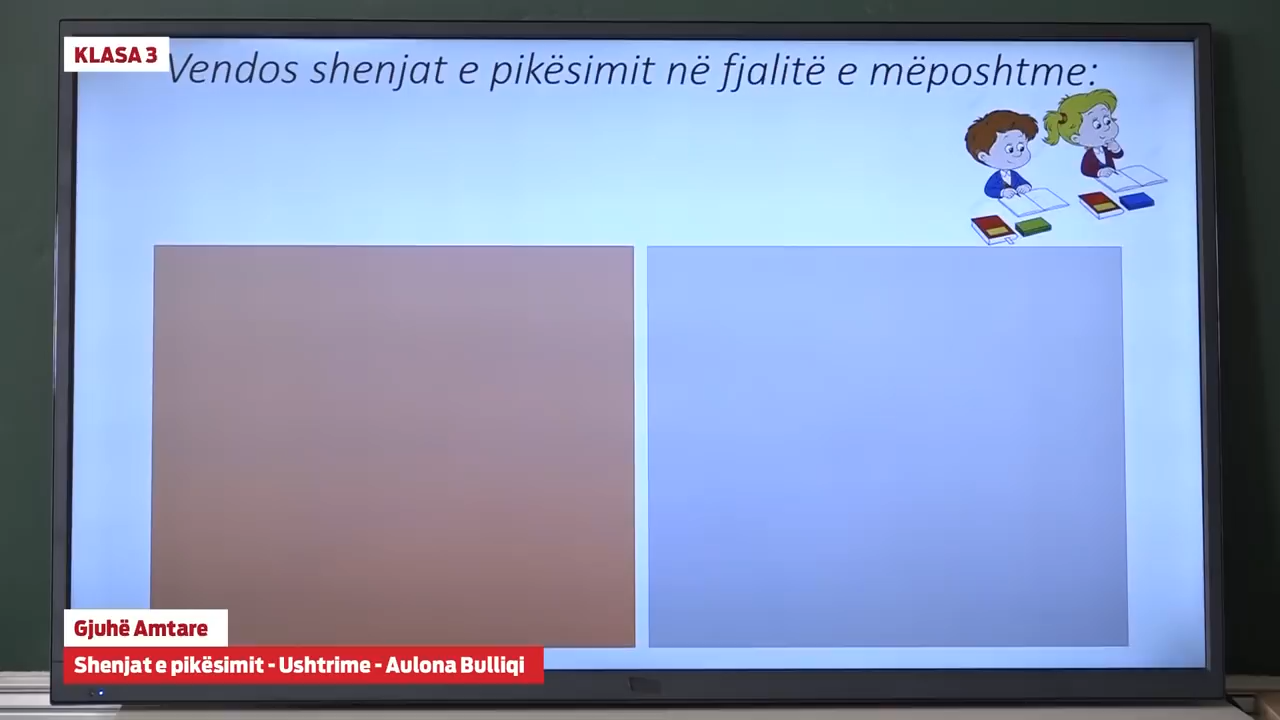 KLASA 3
Vendos shenjat e pikësimit në fjalitë e mëposhtme:
Gjuhë Amtare
Shenjat e pikësimit - Ushtrime - Aulona Bulliqi